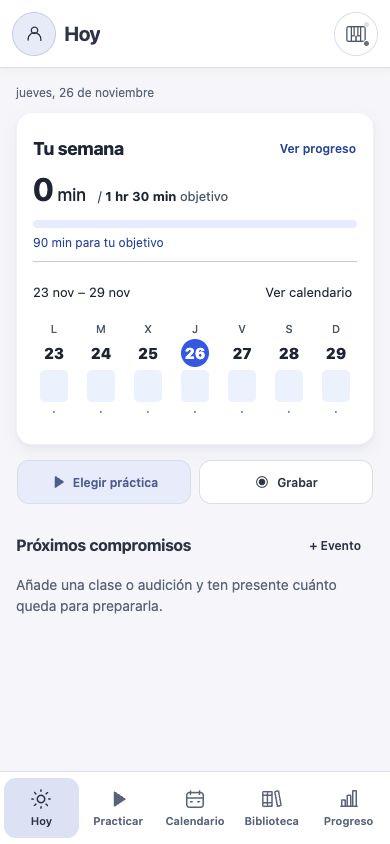 Hoy
jueves, 26 de noviembre
Tu semana
Ver progreso
0 min / 1 hr 30 min objetivo
90 min para tu objetivo
23 nov – 29 nov
Ver calendario
L M X J V S D
23 24 25 26 27 28 29
Elegir práctica
Grabar
Próximos compromisos
+ Evento
Añade una clase o audición y ten presente cuánto
queda para prepararla.
Hoy
Practicar
Calendario
Biblioteca
Progreso